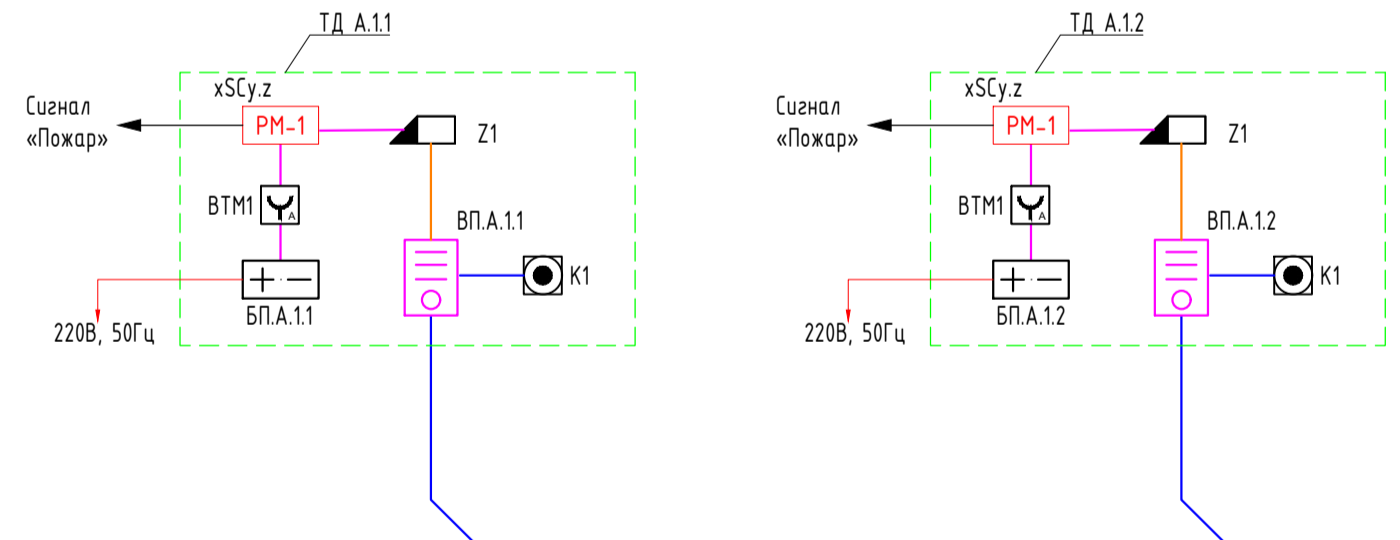 ТД А.1.1
xSCy.z
Сигнал
«Пожар»
РМ-1
Z1
ВТМ1
А
ВП.А.1.1
К1
БП.А.1.1
220В, 50Гц
ТД А.1.2
xSCy.z
Сигнал
«Пожар»
РМ-1
Z1
ВТМ1
А
ВП.А.1.2
К1
БП.А.1.2
220В, 50Гц